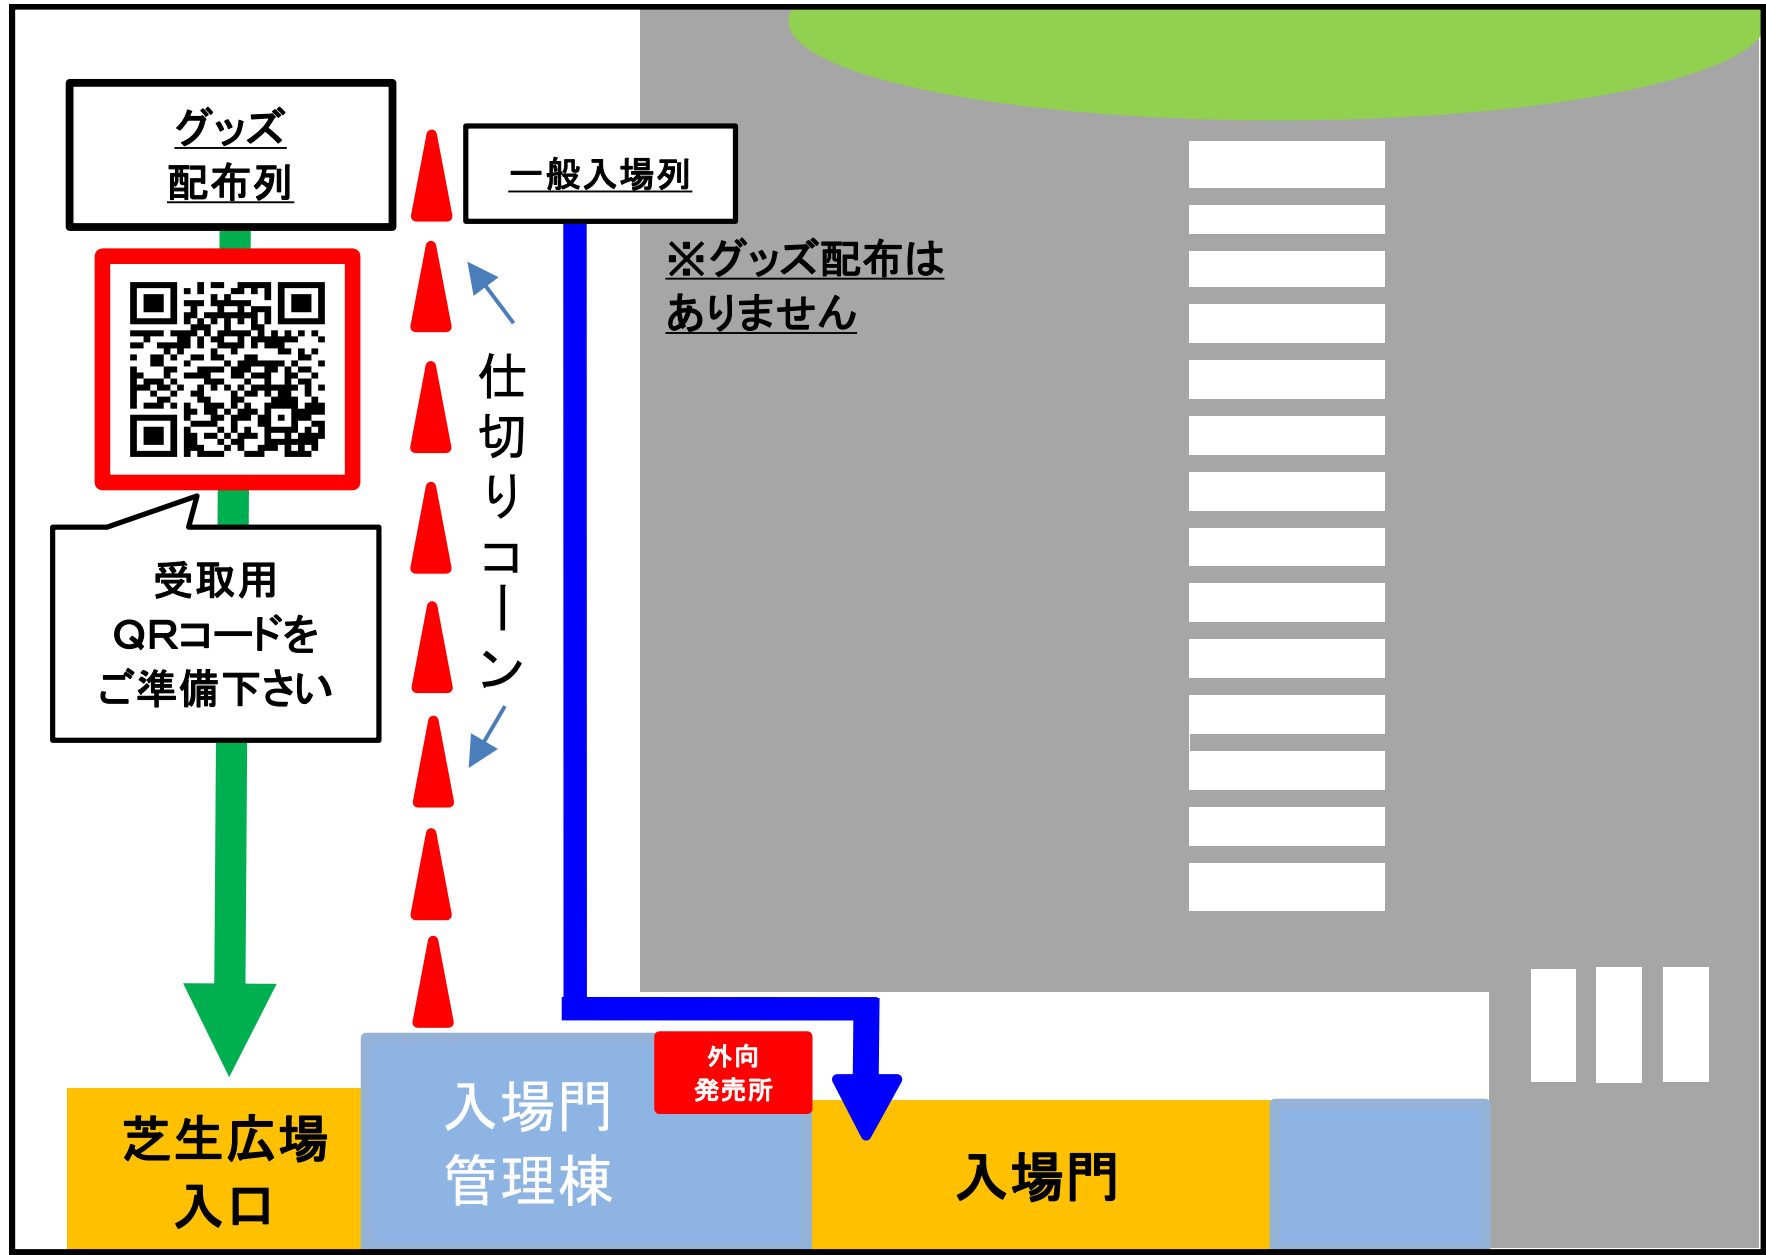 グッズ
配布列
一般入場列
※グッズ配布は
ありません
仕切りコーン
受取用
QRコードを
ご準備下さい
外向
発売所
入場門
管理棟
芝生広場
入口
入場門